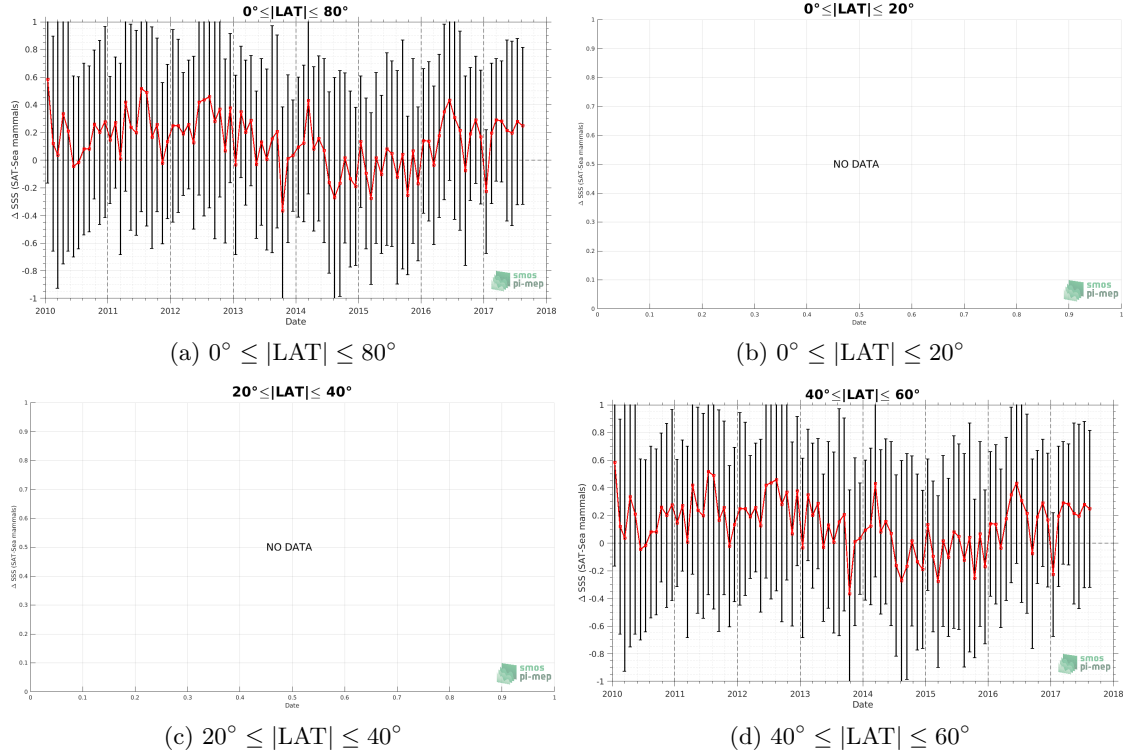 0°≤|LAT|≤ 80°
1
0.8
0.6
0.4
0.2
0
-0.2
-0.4
-0.6
-0.8
-1
Δ SSS (SAT-Sea mammals)
2010 2011 2012 2013 2014 2015 2016 2017 2018
Date
smos
pi-mep
(a) 0° ≤ |LAT| ≤ 80°
0°≤|LAT|≤ 20°
1
0.9
0.8
0.7
0.6
0.5
0.4
0.3
0.2
0.1
0
Δ SSS (SAT-Sea mammals)
NO DATA
0 0.1 0.2 0.3 0.4 0.5 0.6 0.7 0.8 0.9 1
Date
smos
pi-mep
(b) 0° ≤ |LAT| ≤ 20°
20°≤|LAT|≤ 40°
1
0.9
0.8
0.7
0.6
0.5
0.4
0.3
0.2
0.1
0
Δ SSS (SAT-Sea mammals)
NO DATA
0 0.1 0.2 0.3 0.4 0.5 0.6 0.7 0.8 0.9 1
Date
smos
pi-mep
(c) 20° ≤ |LAT| ≤ 40°
40°≤|LAT|≤ 60°
1
0.8
0.6
0.4
0.2
0
-0.2
-0.4
-0.6
-0.8
-1
Δ SSS (SAT-Sea mammals)
2010 2011 2012 2013 2014 2015 2016 2017 2018
Date
smos
pi-mep
(d) 40° ≤ |LAT| ≤ 60°